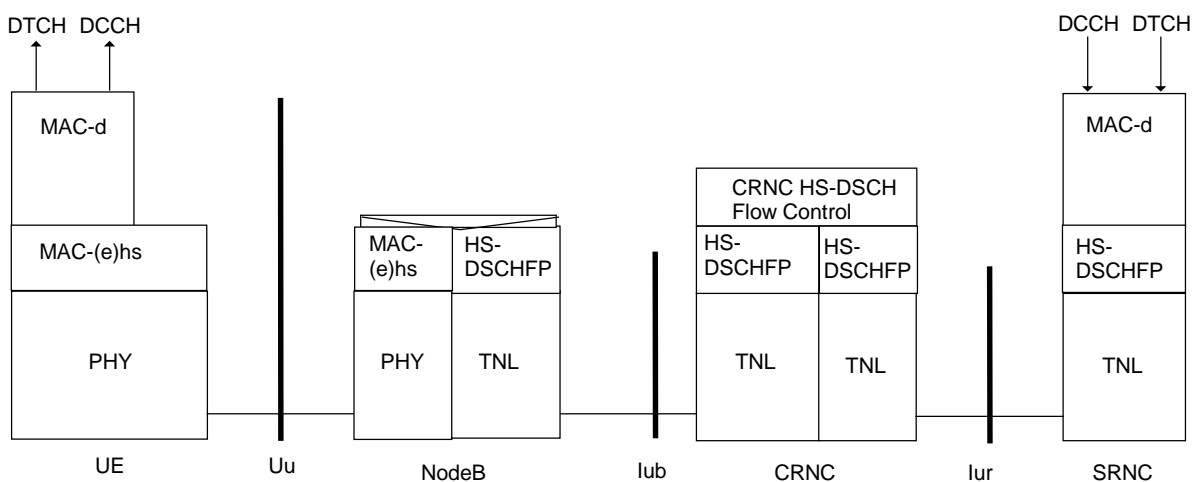 DTCH DCCH DCCH DTCH
MAC-d MAC-d
CRNC HS-DSCH
Flow Control
MAC-(e)hs MAC-
(e)hs HS-
DSCHFP HS-
DSCHFP HS-
DSCHFP HS-
DSCHFP
PHY PHY TNL TNL TNL TNL
UE Uu NodeB Iub CRNC Iur SRNC